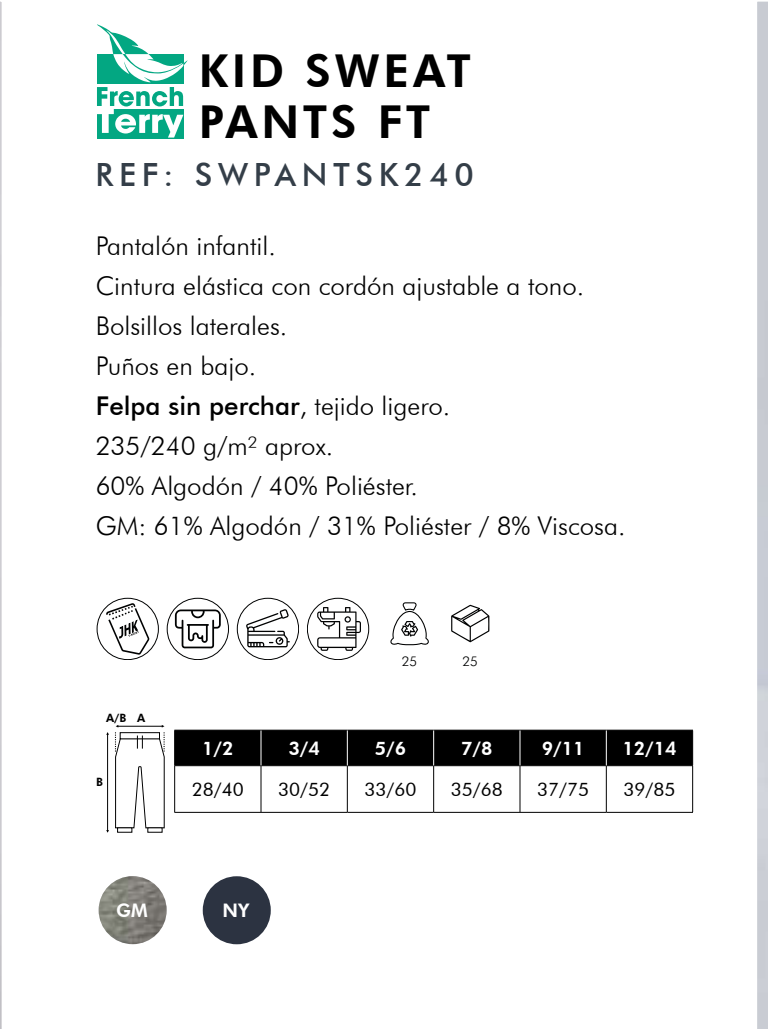 French
Terry
KID SWEAT
PANTS FT
REF: SWPANTSK240
Pantalón infantil.
Cintura elástica con cordón ajustable a tono.
Bolsillos laterales.
Puños en bajo.
Felpa sin perchar, tejido ligero.
235/240 g/m² aprox.
60% Algodón / 40% Poliéster.
GM: 61% Algodón / 31% Poliéster / 8% Viscosa.
JHK
25 25
A/B A
B
1/2 3/4 5/6 7/8 9/11 12/14
28/40 30/52 33/60 35/68 37/75 39/85
GM NY